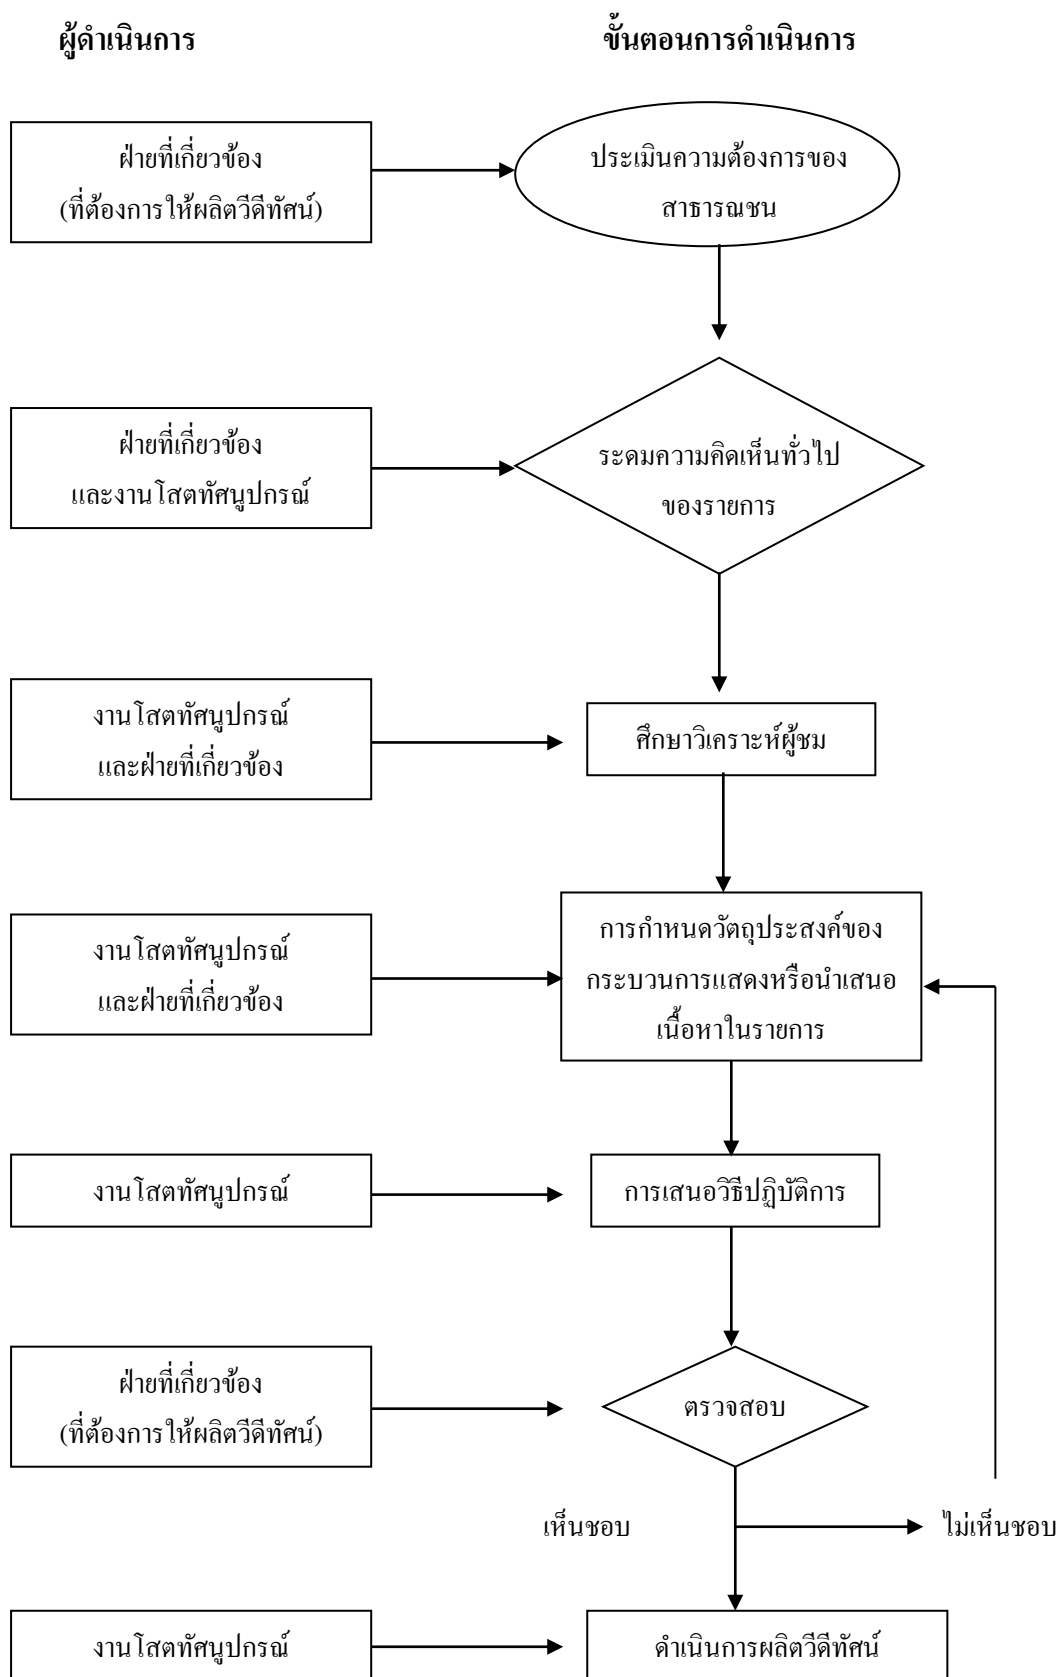 ผู้ดำเนินการ
ขั้นตอนการดำเนินการ
ฝ่ายที่เกี่ยวข้อง
(ที่ต้องการให้ผลิตวีดีทัศน์)
ประเมินความต้องการของ
สาธารณชน
ฝ่ายที่เกี่ยวข้อง
และงานโสตทัศนูปกรณ์
ระดมความคิดเห็นทั่วไป
ของรายการ
งานโสตทัศนูปกรณ์
และฝ่ายที่เกี่ยวข้อง
ศึกษาวิเคราะห์ผู้ชม
งานโสตทัศนูปกรณ์
และฝ่ายที่เกี่ยวข้อง
การกำหนดวัตถุประสงค์ของ
กระบวนการแสดงหรือนำเสนอ
เนื้อหาในรายการ
งานโสตทัศนูปกรณ์
การเสนอวิธีปฏิบัติการ
ฝ่ายที่เกี่ยวข้อง
(ที่ต้องการให้ผลิตวีดีทัศน์)
ตรวจสอบ
เห็นชอบ
ไม่เห็นชอบ
งานโสตทัศนูปกรณ์
ดำเนินการผลิตวีดีทัศน์